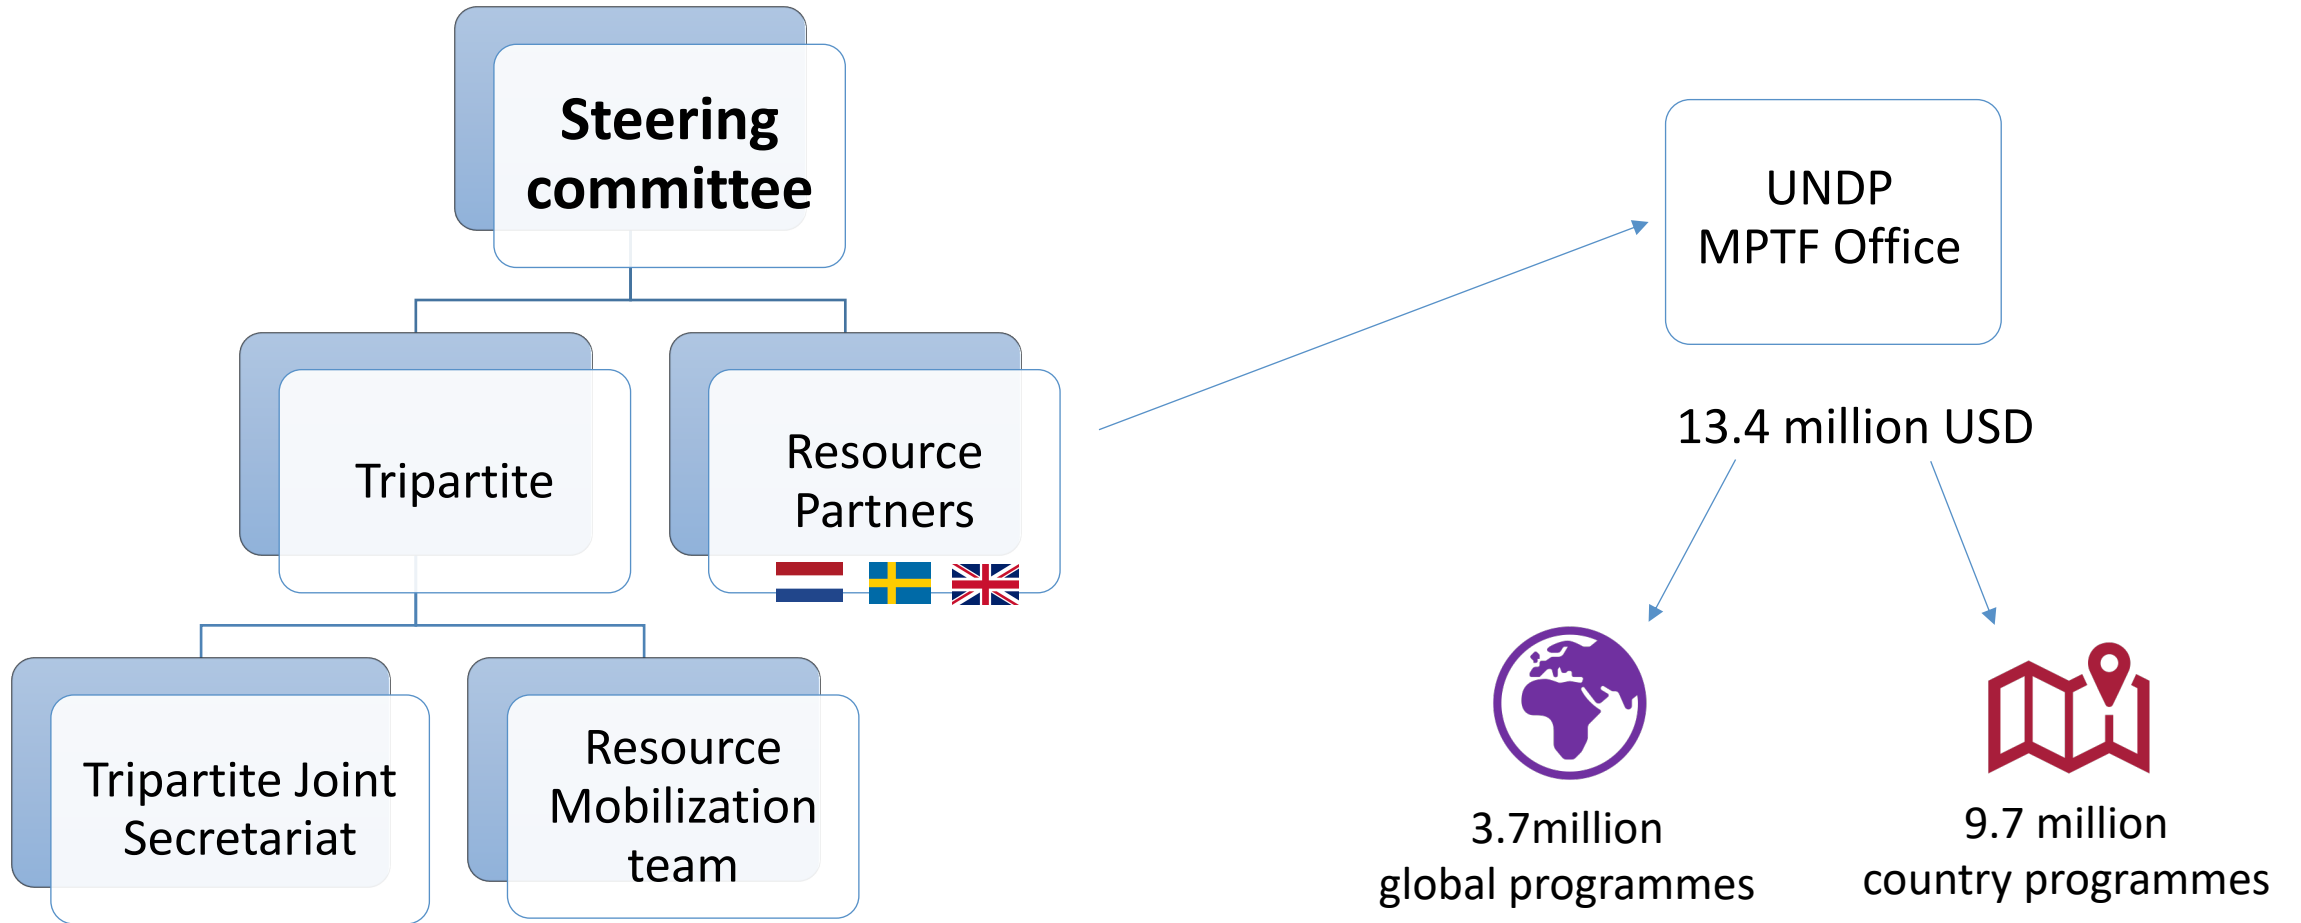 Steering
committee
Tripartite
Resource
Partners
Tripartite Joint
Secretariat
Resource
Mobilization
team
UNDP
MPTF Office
13.4 million USD
3.7million
global programmes
9.7 million
country programmes